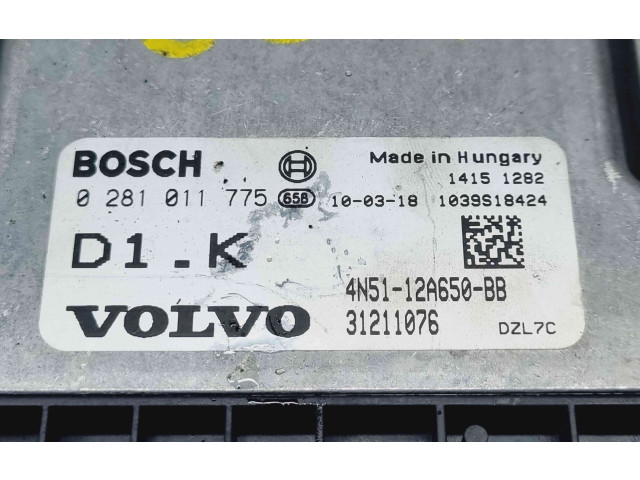 BOSCH Made in Hungary
1415 1282
0 281 011 775 658 10-03-18 1039S18424
D1.K
4N51-12A650-BB
VOLVO 31211076 DZL7C